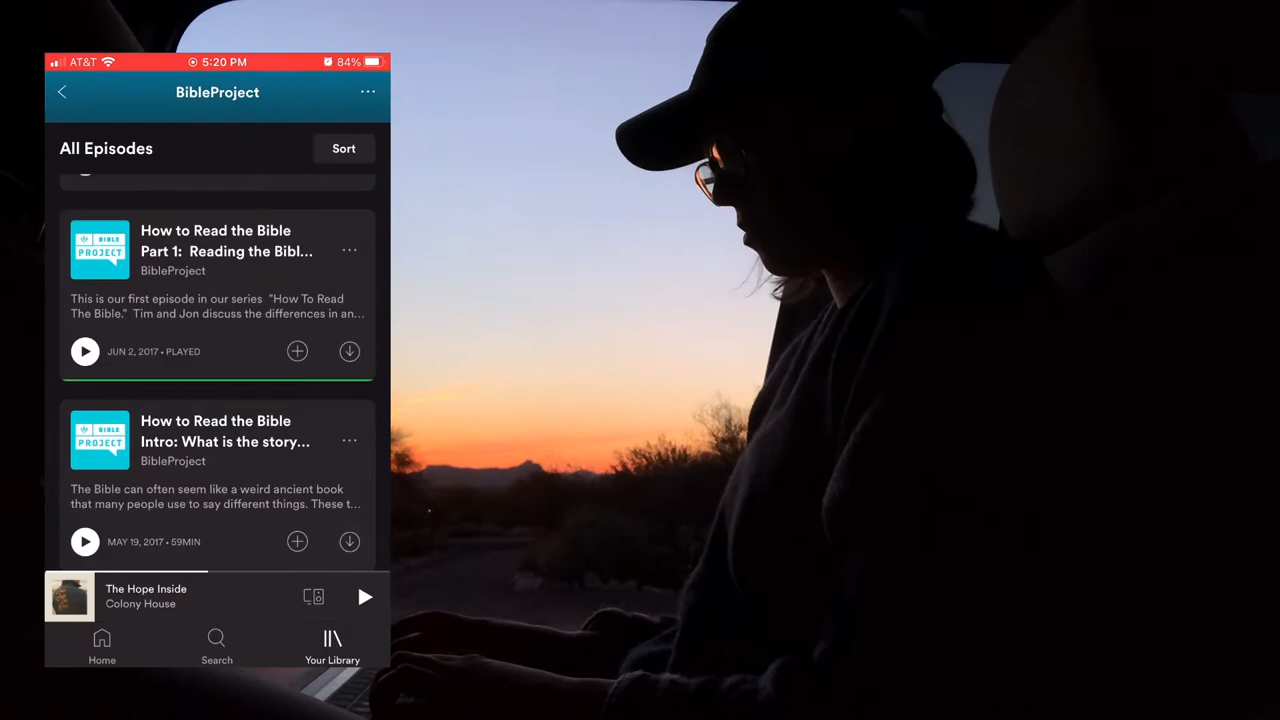 AT&T 5:20 PM 84%
BibleProject
All Episodes
Sort
BIBLE
PROJECT
How to Read the Bible
Part 1: Reading the Bibl...
BibleProject
This is our first episode in our series "How To Read
The Bible." Tim and Jon discuss the differences in an...
JUN 2, 2017 • PLAYED
BIBLE
PROJECT
How to Read the Bible
Intro: What is the story...
BibleProject
The Bible can often seem like a weird ancient book
that many people use to say different things. These t...
MAY 19, 2017 • 59MIN
The Hope Inside
Colony House
Home
Search
Your Library